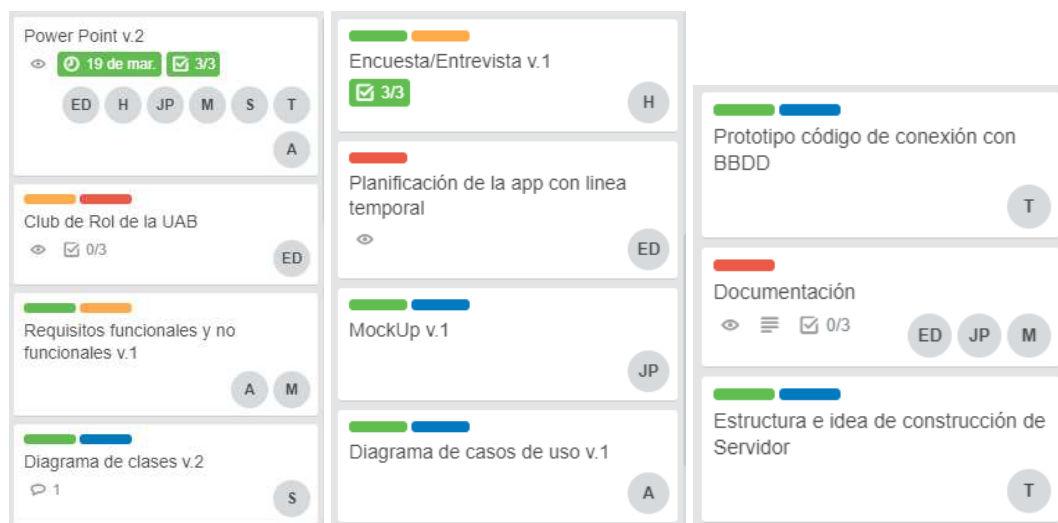 Power Point v.2
19 de mar. 3/3
ED H JP M S T
A
Club de Rol de la UAB
0/3
ED
Requisitos funcionales y no
funcionales v.1
A M
Diagrama de clases v.2
1
S
Encuesta/Entrevista v.1
3/3
H
Planificación de la app con linea
temporal
ED
MockUp v.1
JP
Diagrama de casos de uso v.1
A
Prototipo código de conexión con
BBDD
T
Documentación
0/3
ED JP M
Estructura e idea de construcción de
Servidor
T